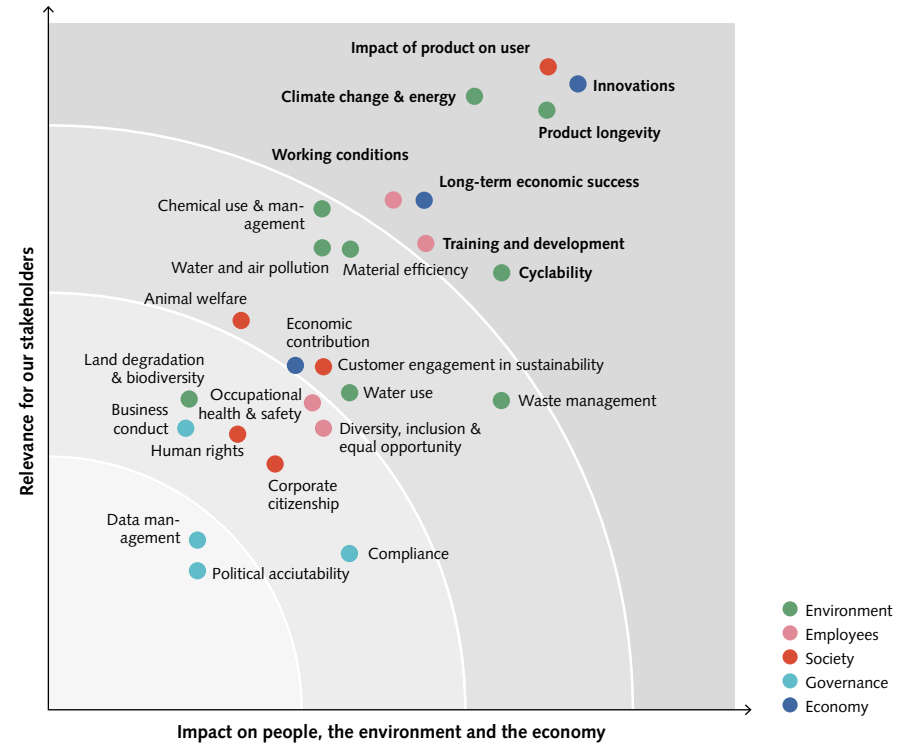 Impact of product on user
Innovations
Climate change & energy
Product longevity
Working conditions
Long-term economic success
Chemical use & man-
agement
Training and development
Water and air pollution
Material efficiency
Cyclability
Animal welfare
Economic
contribution
Land degradation
& biodiversity
Customer engagement in sustainability
Occupational
health & safety
Water use
Waste management
Business
conduct
Diversity, inclusion &
equal opportunity
Human rights
Corporate
citizenship
Data man-
agement
Compliance
Political acciutability
Relevance for our stakeholders
Impact on people, the environment and the economy
Environment
Employees
Society
Governance
Economy